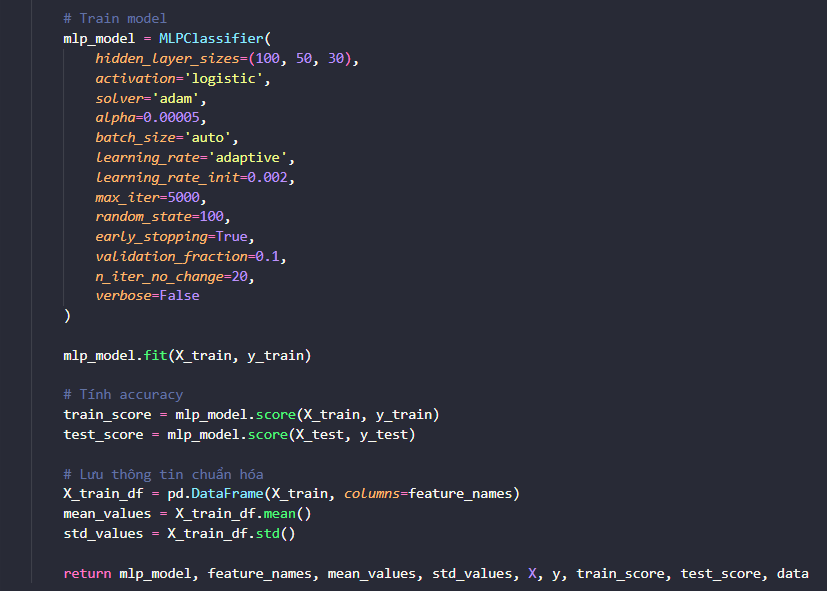 # Train model
mlp_model = MLPClassifier(
hidden_layer_sizes=(100, 50, 30),
activation='logistic',
solver='adam',
alpha=0.00005,
batch_size='auto',
learning_rate='adaptive',
learning_rate_init=0.002,
max_iter=5000,
random_state=100,
early_stopping=True,
validation_fraction=0.1,
n_iter_no_change=20,
verbose=False
)
mlp_model.fit(X_train, y_train)
# Tính accuracy
train_score = mlp_model.score(X_train, y_train)
test_score = mlp_model.score(X_test, y_test)
# Lưu thông tin chuẩn hóa
X_train_df = pd.DataFrame(X_train, columns=feature_names)
mean_values = X_train_df.mean()
std_values = X_train_df.std()
return mlp_model, feature_names, mean_values, std_values, X, y, train_score, test_score, data